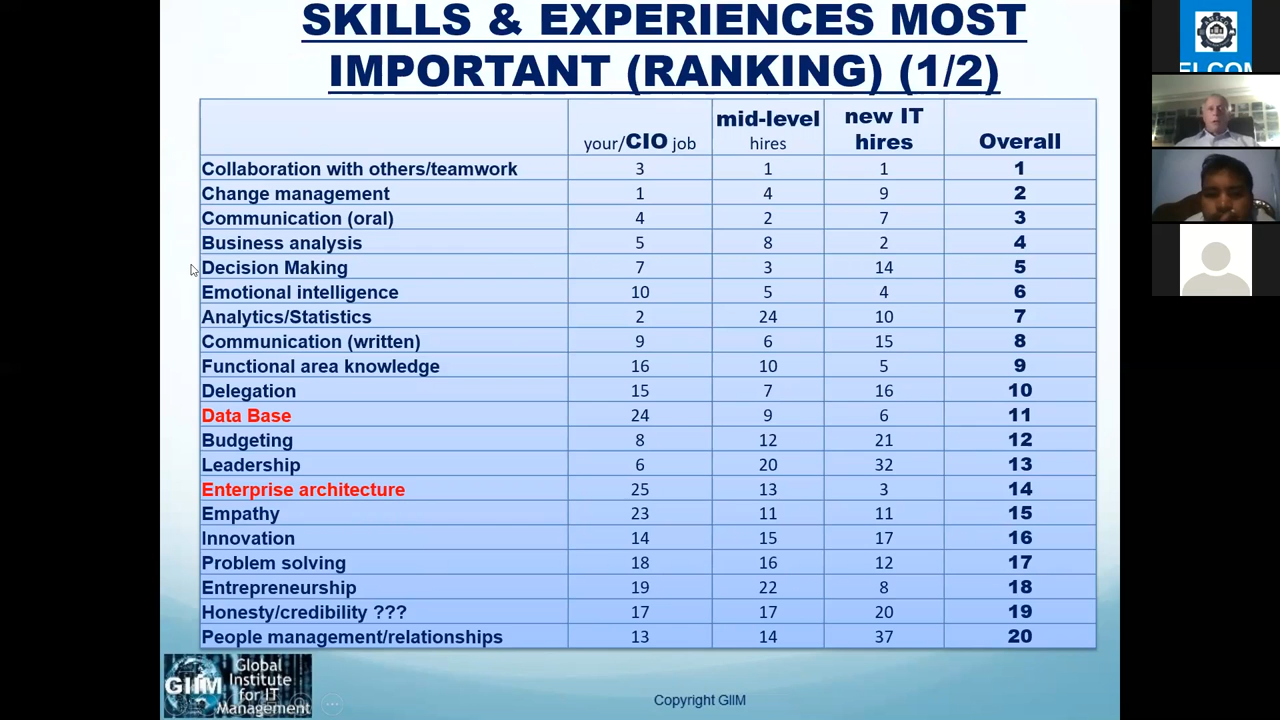 SKILLS & EXPERIENCES MOST
IMPORTANT (RANKING) (1/2)
your/CIO job mid-level hires new IT hires Overall
Collaboration with others/teamwork 3 1 1 1
Change management 1 4 9 2
Communication (oral) 4 2 7 3
Business analysis 5 8 2 4
Decision Making 7 3 14 5
Emotional intelligence 10 5 4 6
Analytics/Statistics 2 24 10 7
Communication (written) 9 6 15 8
Functional area knowledge 16 10 5 9
Delegation 15 7 16 10
Data Base 24 9 6 11
Budgeting 8 12 21 12
Leadership 6 20 32 13
Enterprise architecture 25 13 3 14
Empathy 23 11 11 15
Innovation 14 15 17 16
Problem solving 18 16 12 17
Entrepreneurship 19 22 8 18
Honesty/credibility ??? 17 17 20 19
People management/relationships 13 14 37 20
GIIM
Global
Institute
for IT
Management
Copyright GIIM